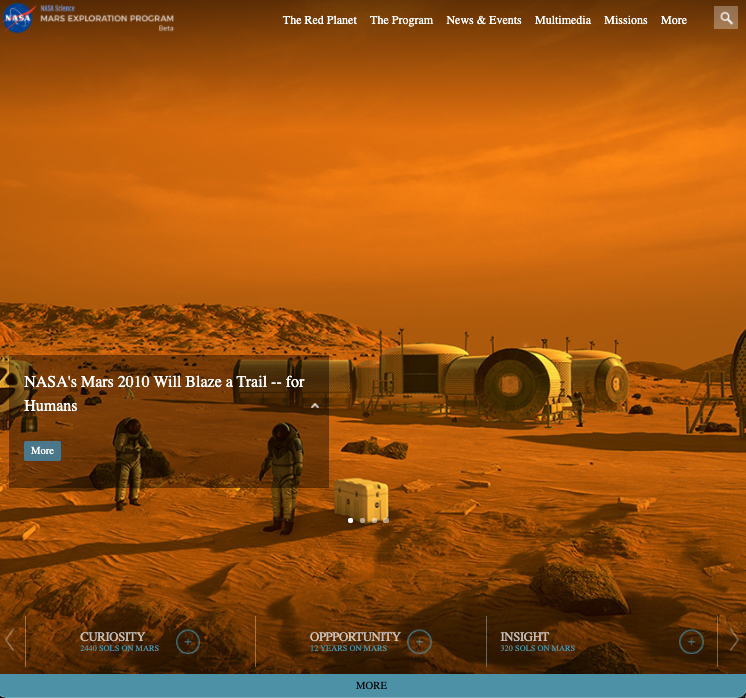 NASA
NASA Science
MARS EXPLORATION PROGRAM
Beta
The Red Planet The Program News & Events Multimedia Missions More
NASA's Mars 2010 Will Blaze a Trail -- for
Humans
More
CURIOSITY OPPPORTUNITY INSIGHT
2440 SOLS ON MARS 12 YEARS ON MARS 320 SOLS ON MARS
MORE